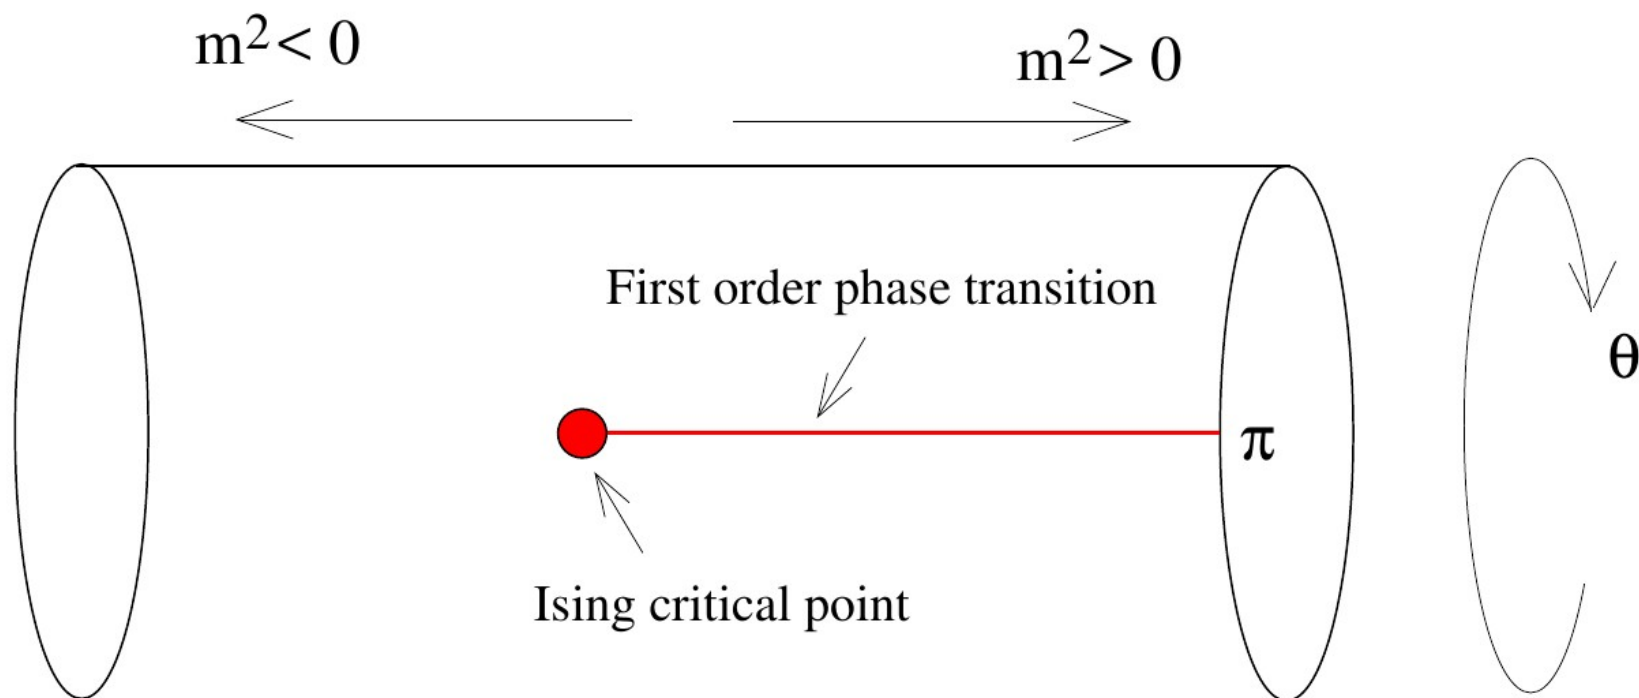 m² < 0
m² > 0
First order phase transition
θ
π
Ising critical point